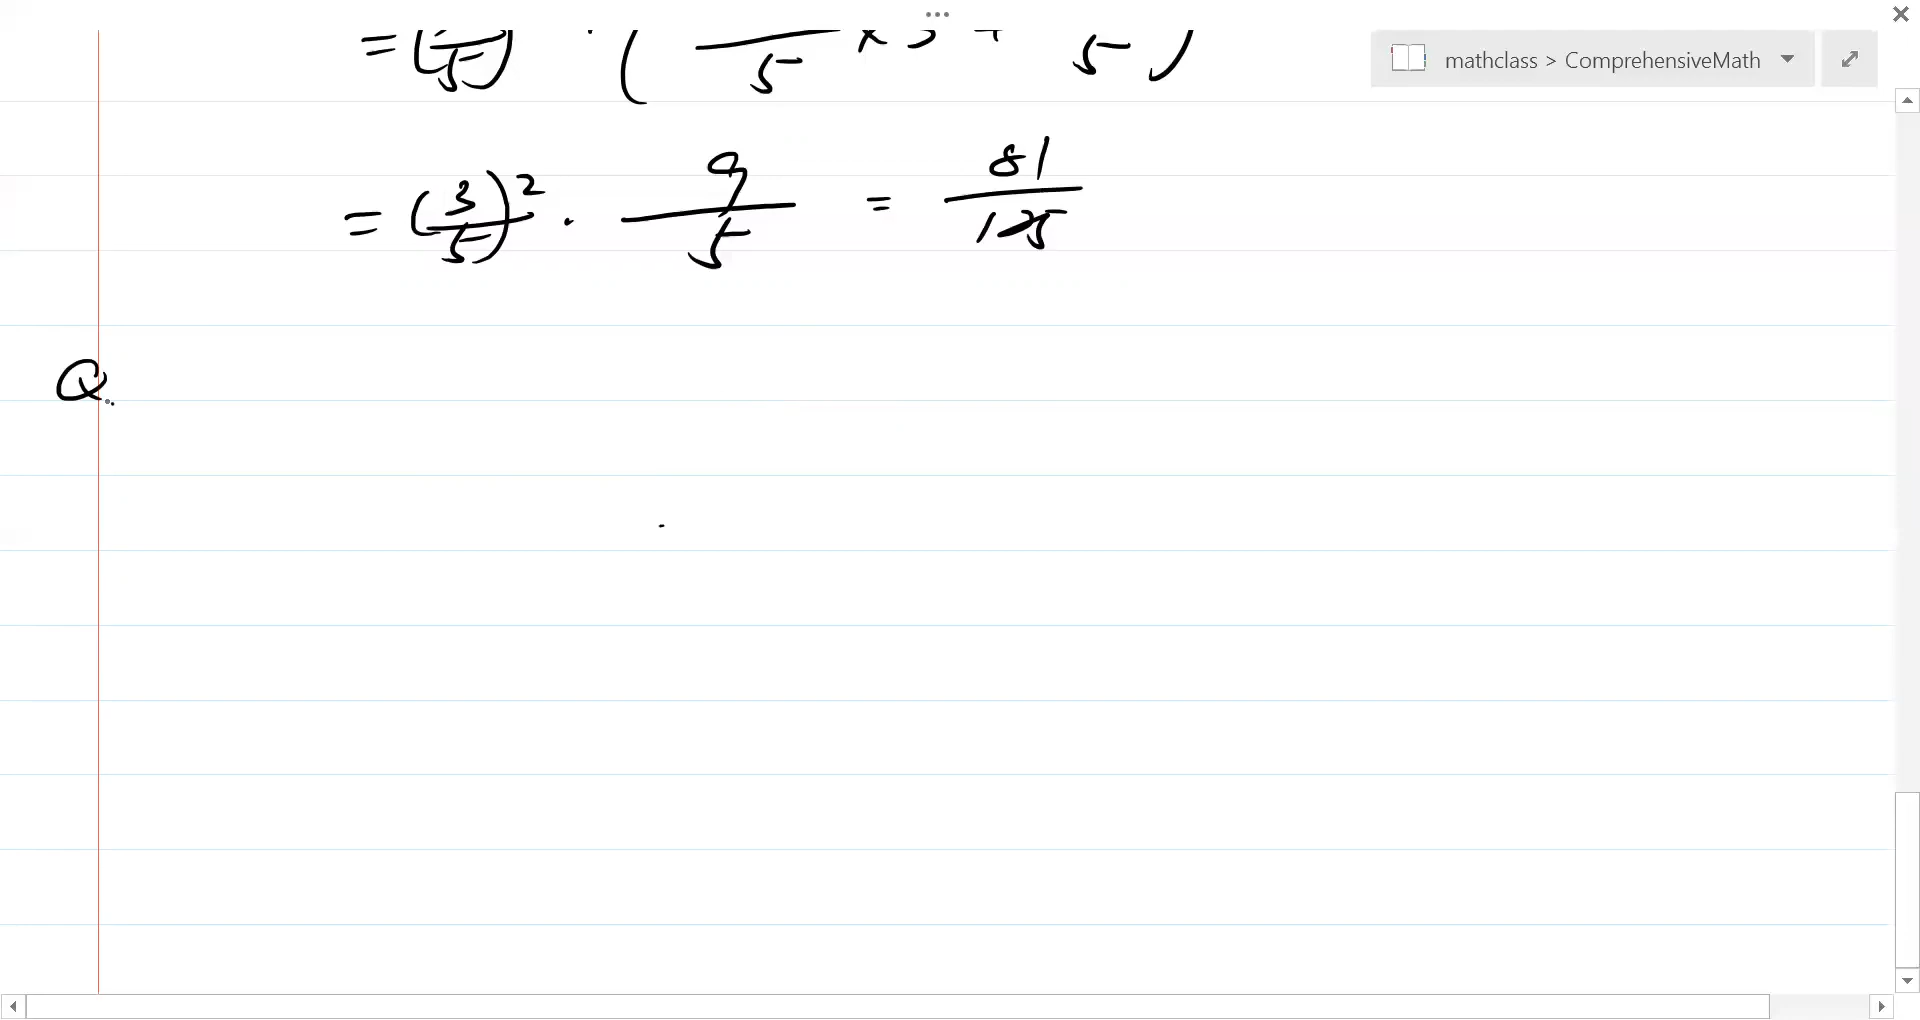 mathclass > ComprehensiveMath
= (3/5)^2 · 9/5 = 81/125
Q.